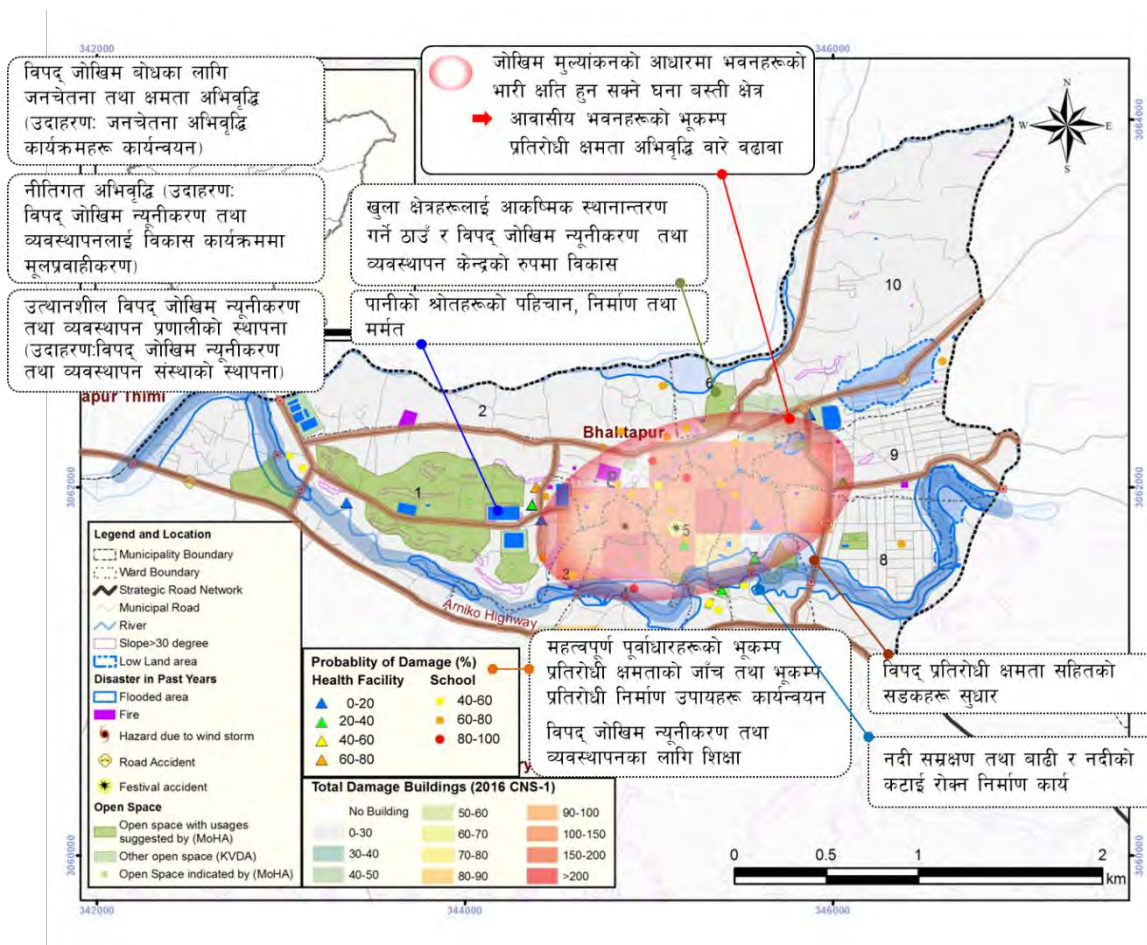 342000
346000
3064000
विपद् जोखिम बोधका लागि
जनचेतना तथा क्षमता अभिवृद्धि
(उदाहरण: जनचेतना अभिवृद्धि
कार्यक्रमहरू कार्यन्वयन)
जोखिम मुल्यांकनको आधारमा भवनहरूको
भारी क्षति हुन सक्ने घना बस्ती क्षेत्र
आवासीय भवनहरूको भूकम्प
प्रतिरोधी क्षमता अभिवृद्धि वारे वढावा
N
W E
S
नीतिगत अभिवृद्धि (उदाहरण:
विपद् जोखिम न्यूनीकरण तथा
व्यवस्थापनलाई विकास कार्यक्रममा
मूलप्रवाहीकरण)
खुला क्षेत्रहरूलाई आकष्मिक स्थानान्तरण
गर्ने ठाउँ र विपद् जोखिम न्यूनीकरण तथा
व्यवस्थापन केन्द्रको रुपमा विकास
उत्थानशील विपद् जोखिम न्यूनीकरण
तथा व्यवस्थापन प्रणालीको स्थापना
(उदाहरण:विपद् जोखिम न्यूनीकरण
तथा व्यवस्थापन संस्थाको स्थापना)
पानीको श्रोतहरूको पहिचान, निर्माण तथा
मर्मत
10
apur Thimi
2
6
Bhaktapur
9
3062000
1
5
3062000
8
Arniko Highway
Legend and Location
Municipality Boundary
Ward Boundary
Strategic Road Network
Municipal Road
River
Slope>30 degree
Low Land area
Disaster in Past Years
Flooded area
Fire
Hazard due to wind storm
Road Accident
Festival accident
Open Space
Open space with usages
suggested by (MoHA)
Other open space (KVDA)
Open Space indicated by (MoHA)
Probablity of Damage (%)
Health Facility
0-20
20-40
40-60
60-80
School
40-60
60-80
80-100
महत्वपूर्ण पूर्वाधारहरूको भूकम्प
प्रतिरोधी क्षमताको जाँच तथा भूकम्प
प्रतिरोधी निर्माण उपायहरू कार्यन्वयन
विपद् जोखिम न्यूनीकरण तथा
व्यवस्थापनका लागि शिक्षा
विपद् प्रतिरोधी क्षमता सहितको
सडकहरू सुधार
नदी सम्रक्षण तथा बाढी र नदीको
कटाई रोक्न निर्माण कार्य
Total Damage Buildings (2016 CNS-1)
No Building
0-30
30-40
40-50
50-60
60-70
70-80
80-90
90-100
100-150
150-200
>200
0 0.5 1 2
km
3060000
3060000
342000
344000
346000